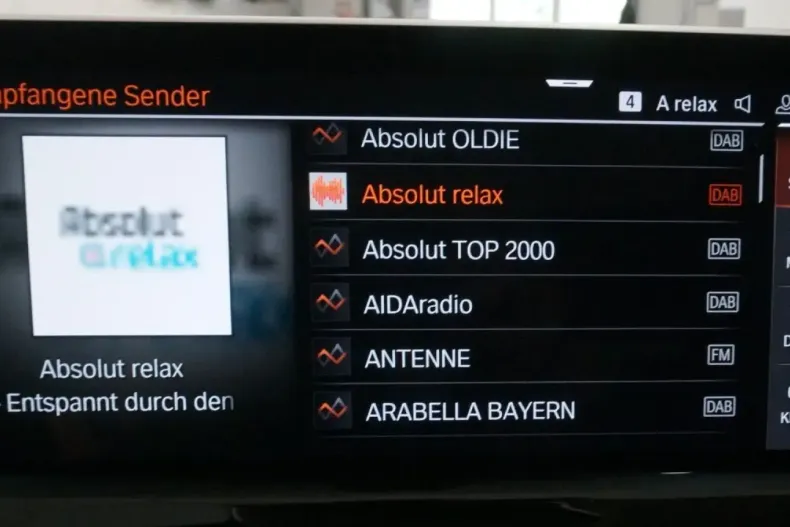 pfangene Sender
4 A relax
Absolut OLDIE DAB
Absolut relax DAB
Absolut TOP 2000 DAB
AIDAradio DAB
ANTENNE FM
ARABELLA BAYERN DAB
Absolut
relax
Absolut relax
- Entspannt durch den